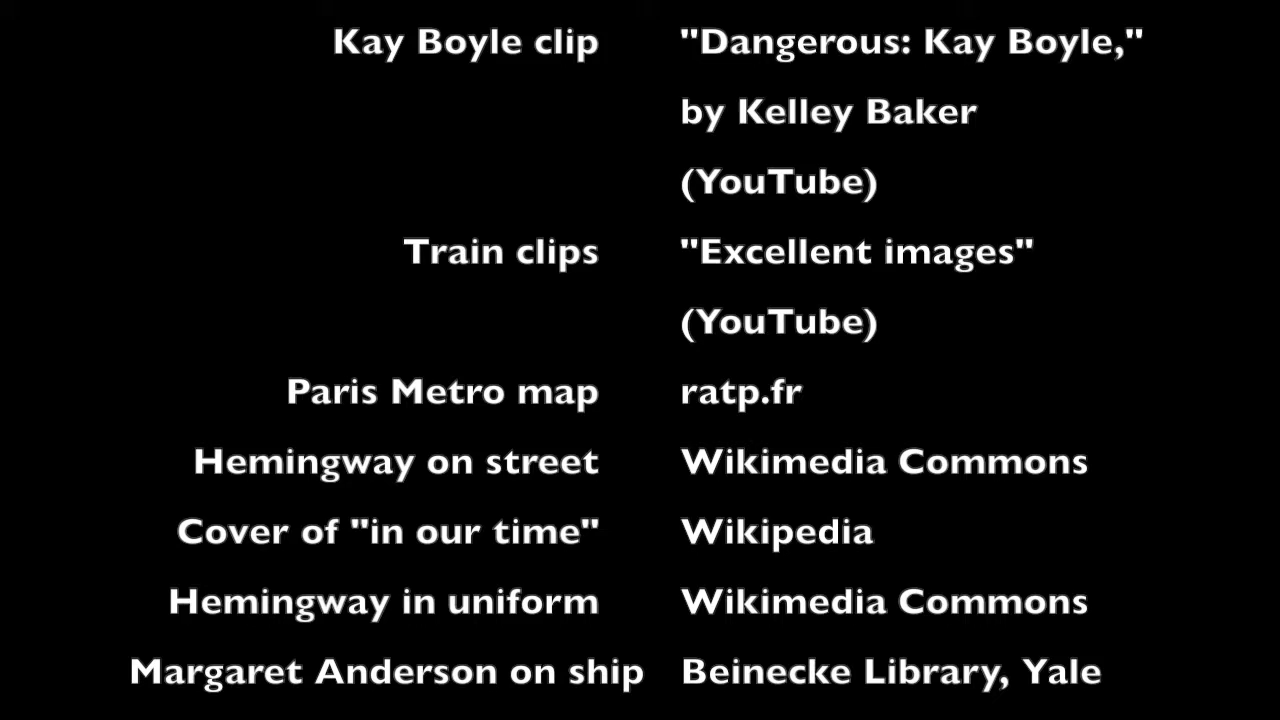 Kay Boyle clip "Dangerous: Kay Boyle,"
by Kelley Baker
(YouTube)
Train clips "Excellent images"
(YouTube)
Paris Metro map ratp.fr
Hemingway on street Wikimedia Commons
Cover of "in our time" Wikipedia
Hemingway in uniform Wikimedia Commons
Margaret Anderson on ship Beinecke Library, Yale